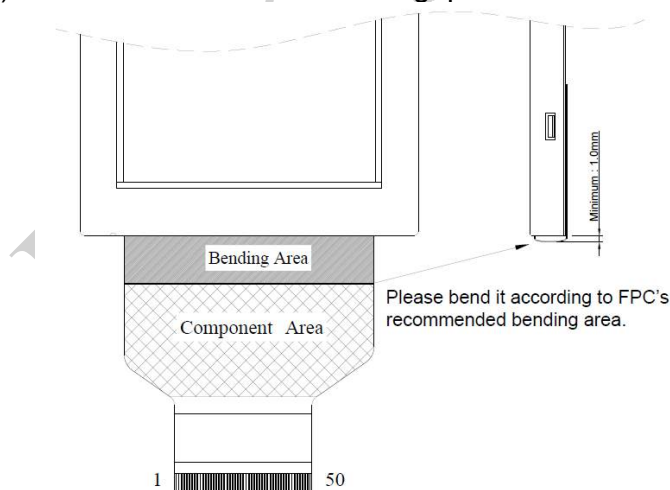 Minimum : 1.0mm
Bending Area
Please bend it according to FPC's
recommended bending area.
Component Area
1
50